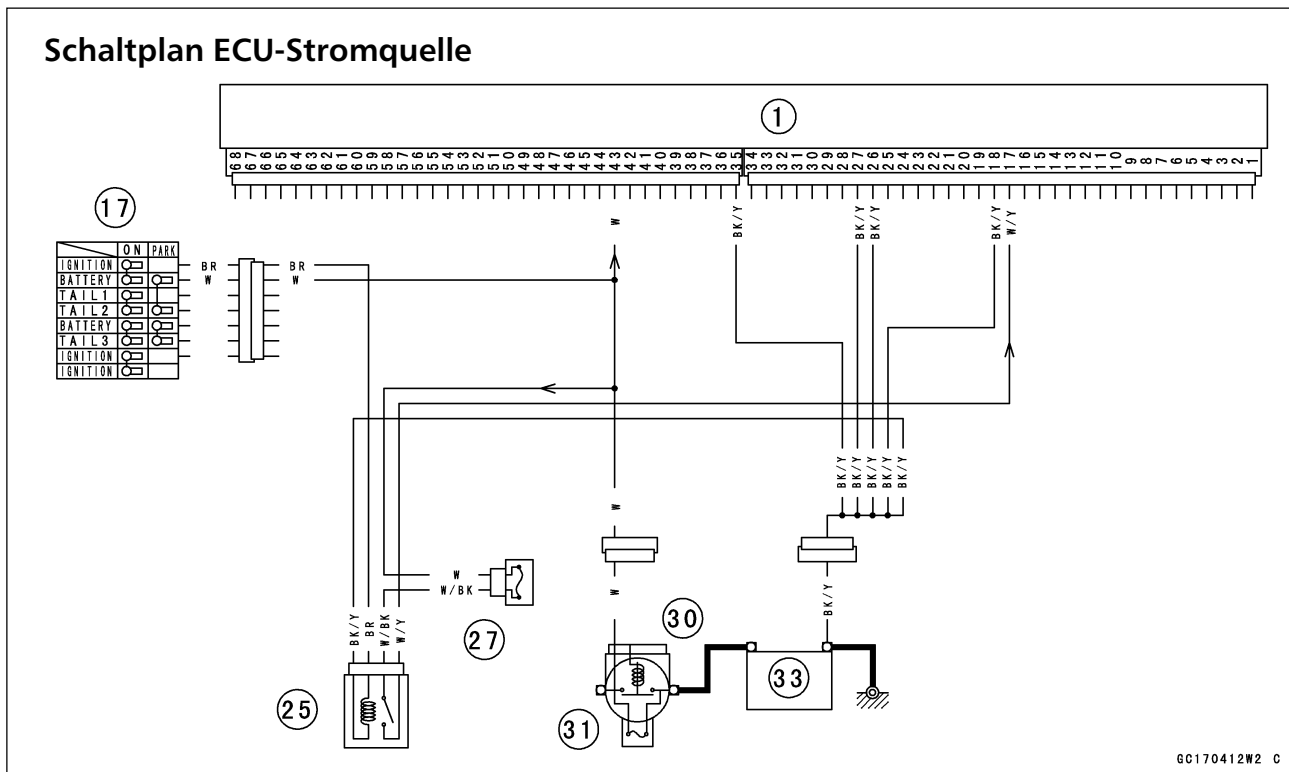 Schaltplan ECU-Stromquelle
1
68 67 66 65 64 63 62 61 60 59 58 57 56 55 54 53 52 51 50 49 48 47 46 45 44 43 42 41 40 39 38 37 36 35 34 33 32 31 30 29 28 27 26 25 24 23 22 21 20 19 18 17 16 15 14 13 12 11 10 9 8 7 6 5 4 3 2 1
17
W BK/Y BK/Y BK/Y BK/Y W/Y
ON PARK
IGNITION BR BR
BATTERY W W
TAIL1
TAIL2
BATTERY
TAIL3
IGNITION
IGNITION
BK/Y BK/Y BK/Y BK/Y BK/Y
W
W
W/BK
27
BK/Y BR W/BK W/Y
W
BK/Y
30
33
25
31
GC170412W2 C